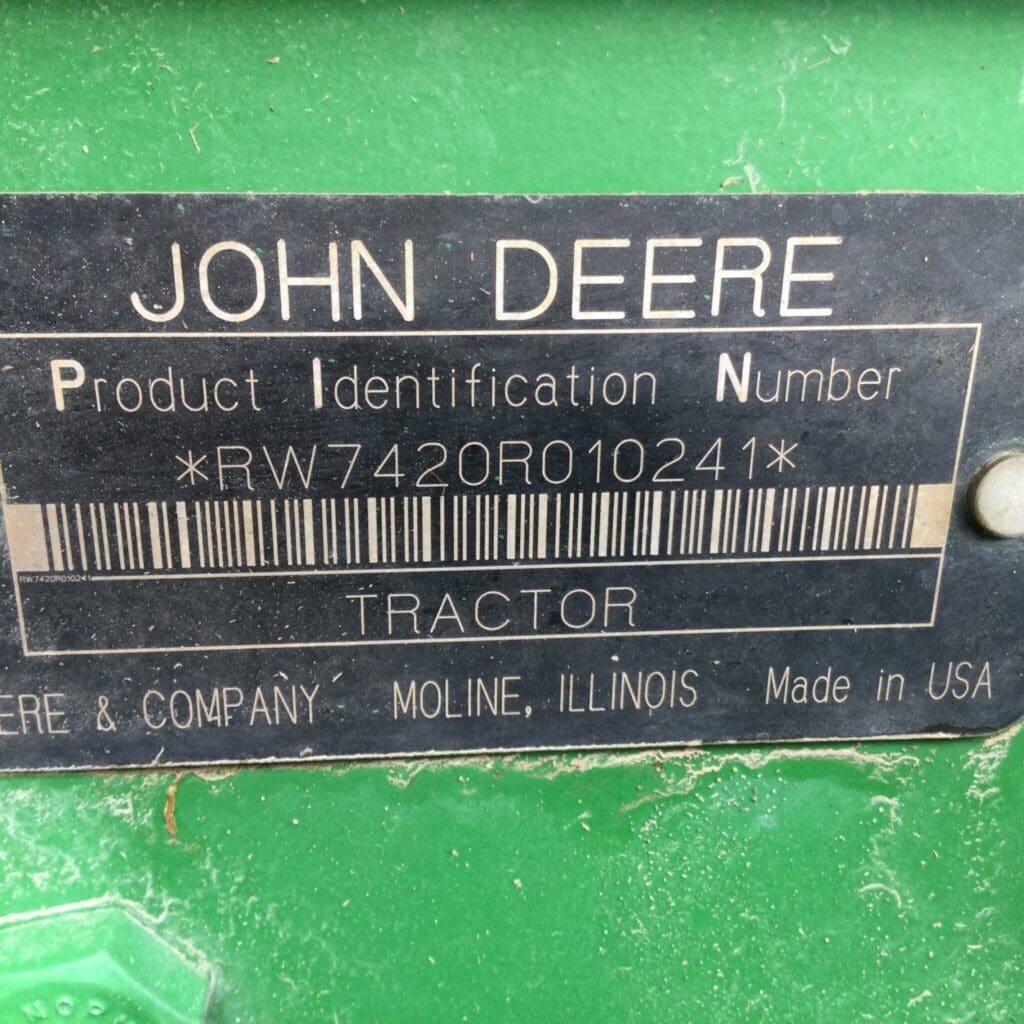 JOHN DEERE
Product Identification Number
*RW7420R010241*
RW7420R010241
TRACTOR
ERE & COMPANY MOLINE, ILLINOIS Made in USA